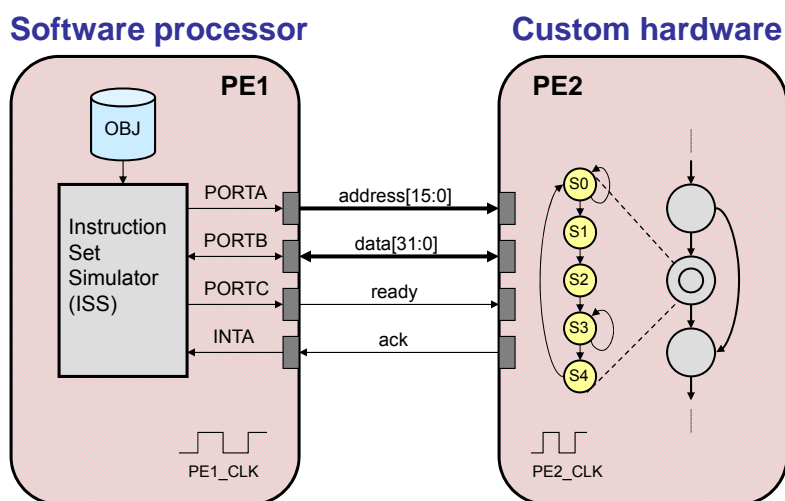 Software processor
Custom hardware
PE1
PE2
OBJ
Instruction
Set
Simulator
(ISS)
PORTA
address[15:0]
PORTB
data[31:0]
PORTC
ready
INTA
ack
S0
S1
S2
S3
S4
PE1_CLK
PE2_CLK